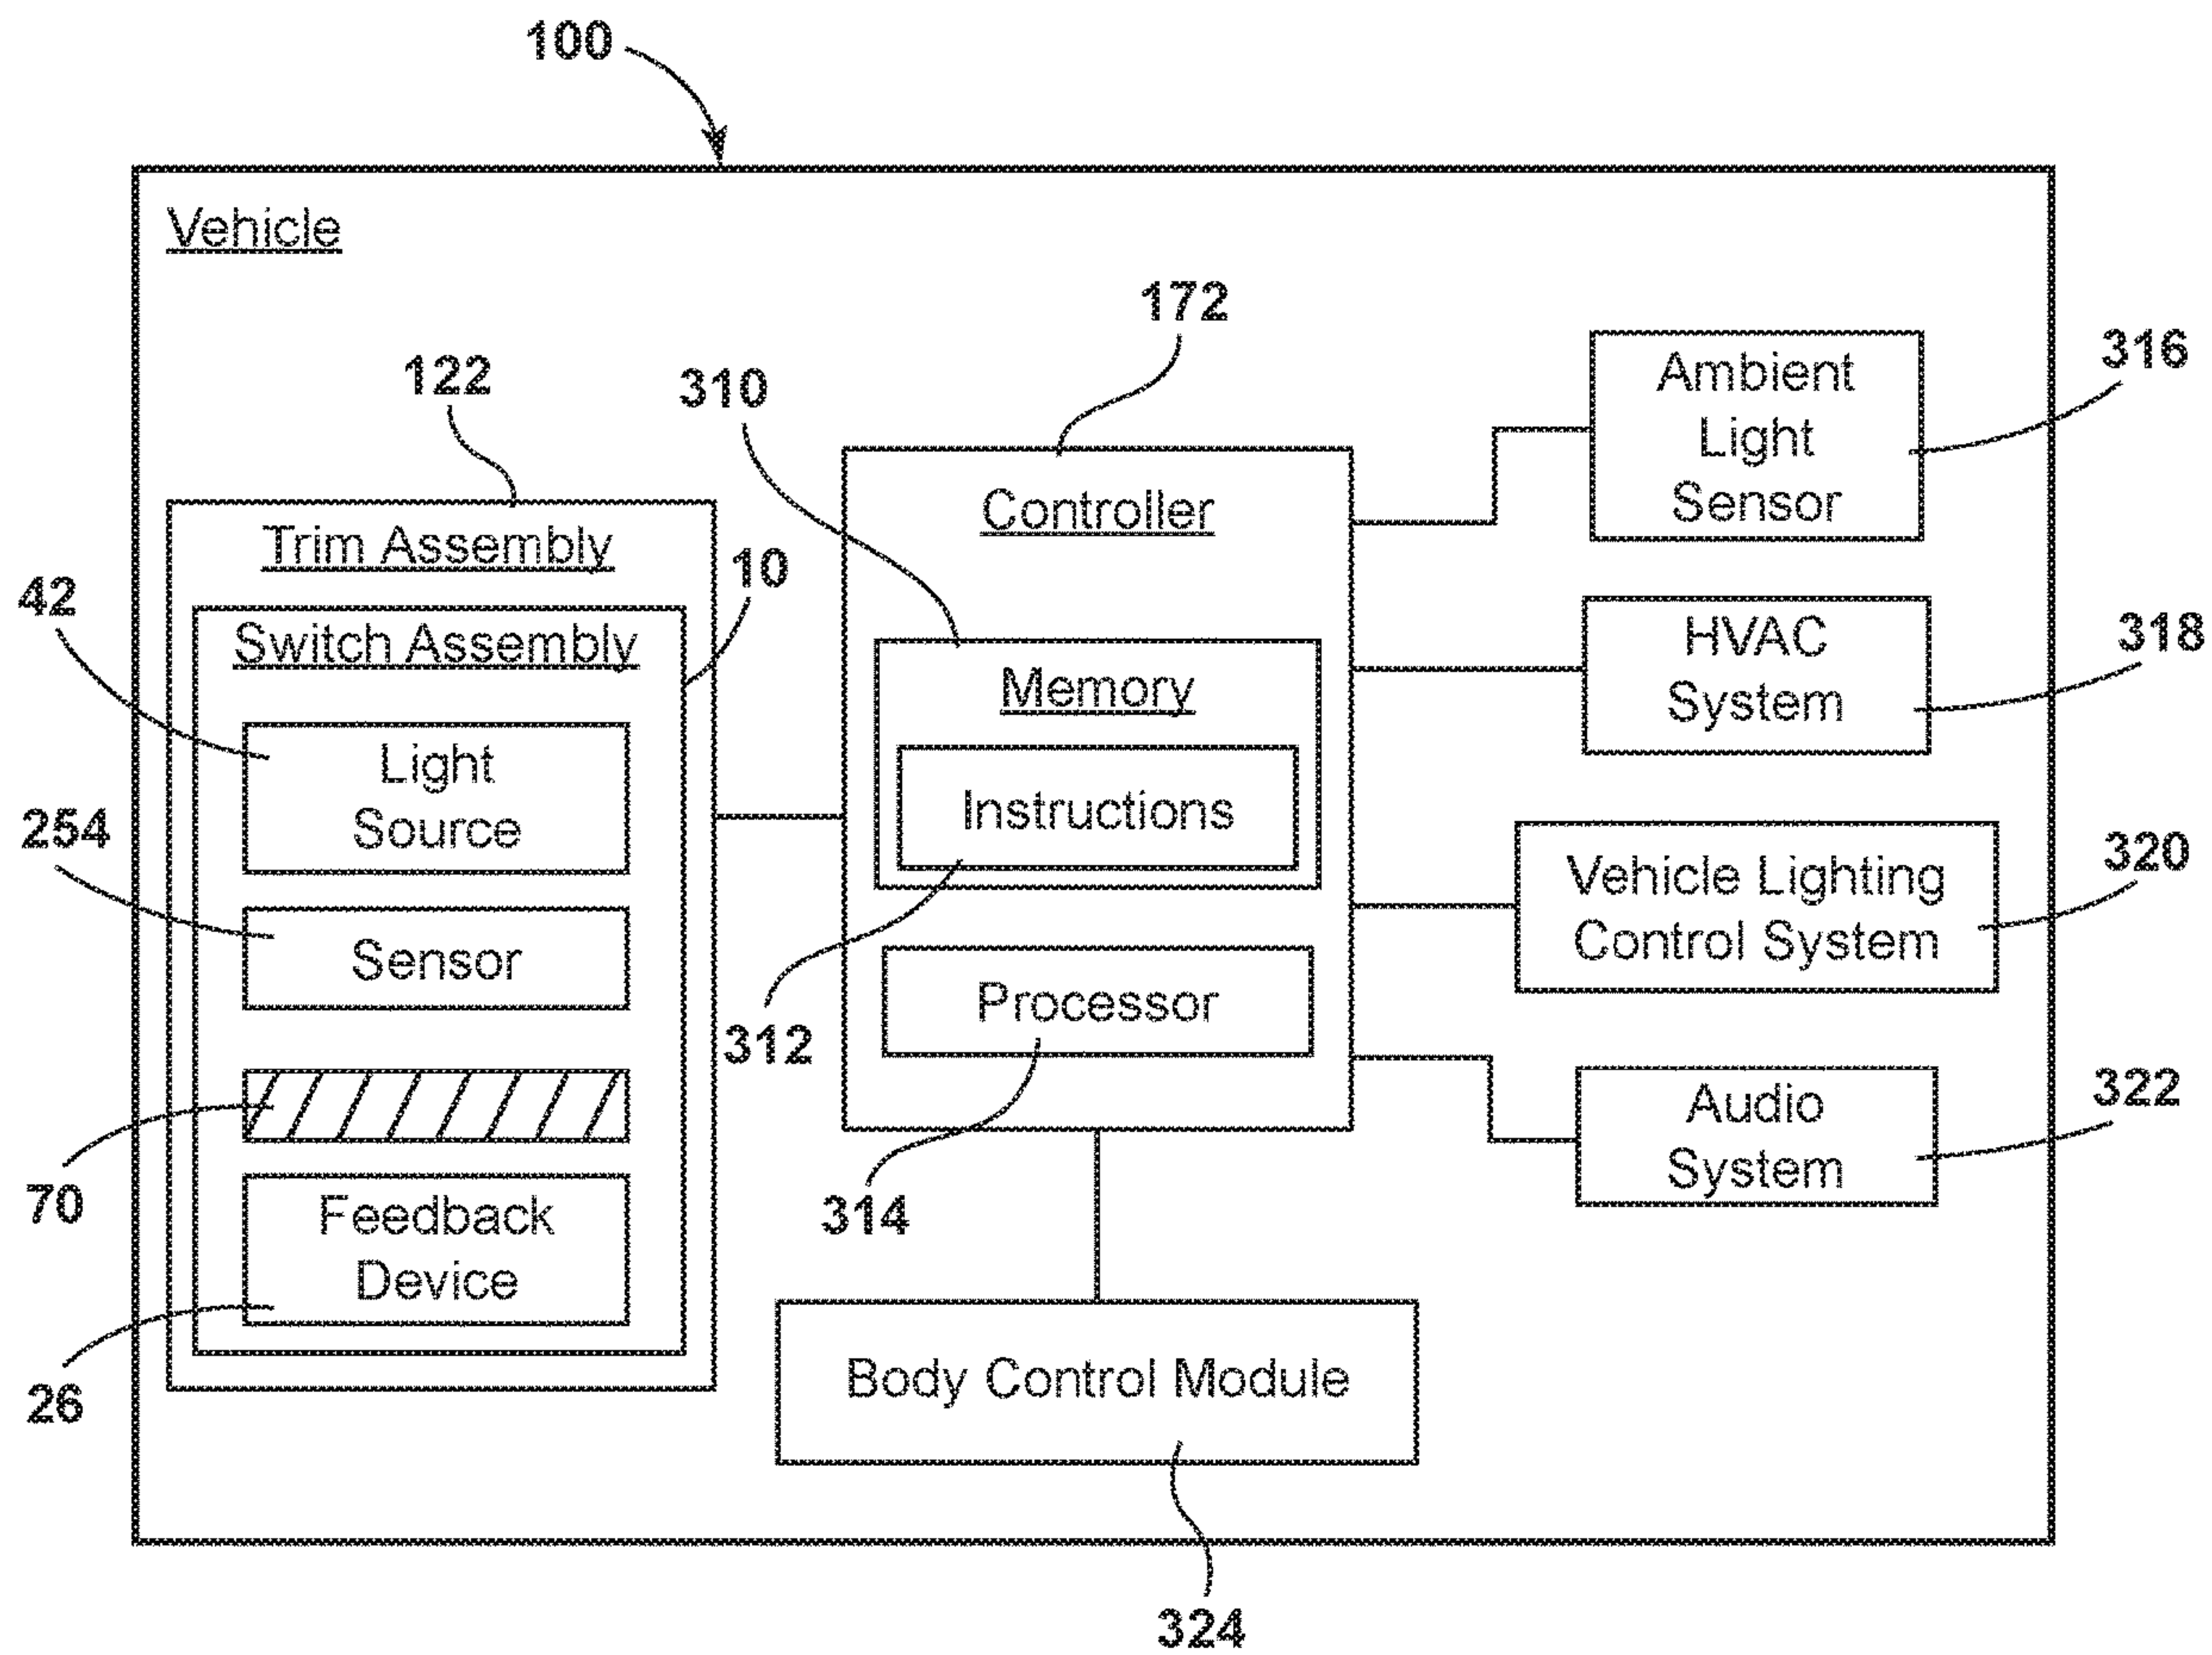 100
Vehicle
172
316
Ambient
Light
Sensor
122
310
Controller
Trim Assembly
10
42
Switch Assembly
HVAC
System
318
Memory
Light
Source
Instructions
254
Vehicle Lighting
Control System
320
Sensor
Processor
312
Audio
System
322
70
314
Feedback
Device
26
Body Control Module
324